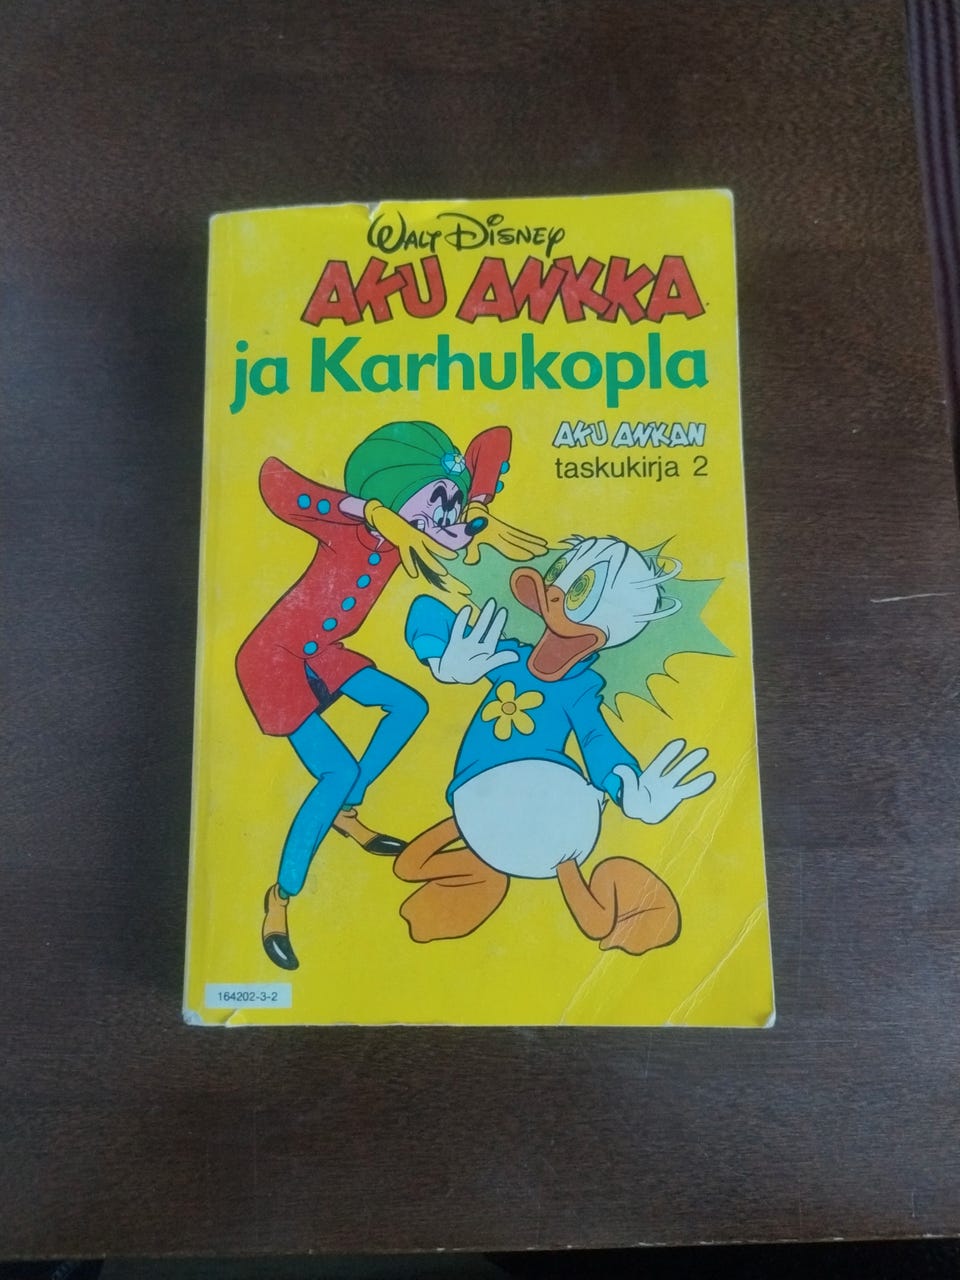 WALT DISNEY
AKU ANKKA
ja Karhukopla
AKU ANKAN
taskukirja 2
164202-3-2